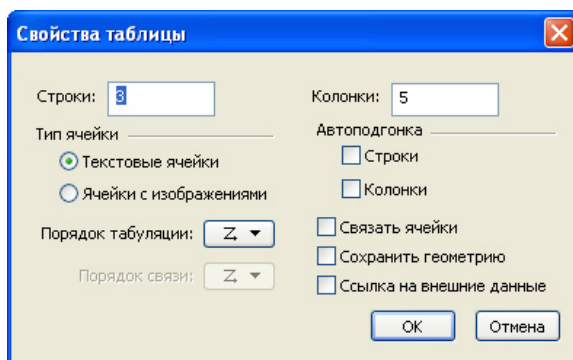 Свойства таблицы
Строки: 3
Колонки: 5
Тип ячейки
Автоподгонка
Текстовые ячейки
Строки
Ячейки с изображениями
Колонки
Порядок табуляции:
Связать ячейки
Сохранить геометрию
Порядок связи:
Ссылка на внешние данные
ОК
Отмена